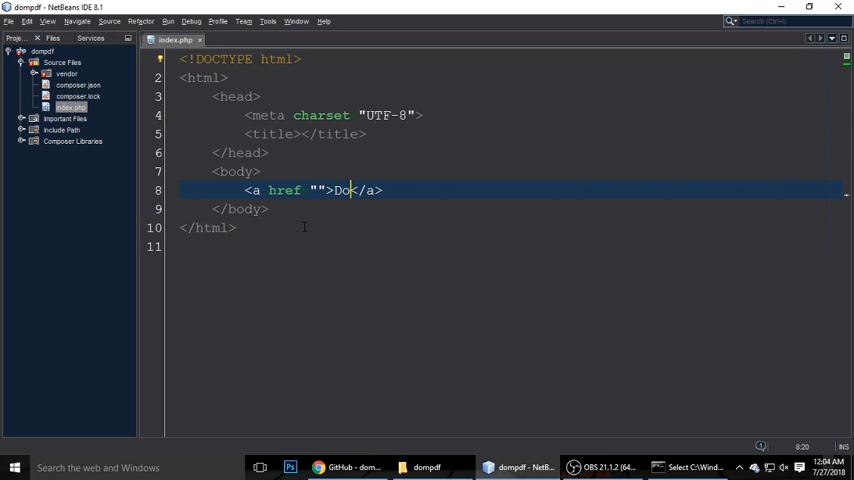 dompdf - NetBeans IDE 8.1
File Edit View Navigate Source Refactor Run Debug Profile Team Tools Window Help
Search (Ctrl+I)
Proje... Files Services
index.php
dompdf
Source Files
vendor
composer.json
composer.lock
index.php
Important Files
Include Path
Composer Libraries
<!DOCTYPE html>
2 <html>
3 <head>
4 <meta charset="UTF-8">
5 <title></title>
6 </head>
7 <body>
8 <a href="">Do</a>
9 </body>
10 </html>
11
1
8:20
INS
Search the web and Windows
Ps
GitHub - dom...
dompdf
dompdf - NetB...
OBS 21.1.2 (64...
Select C:\Wind...
12:04 AM
7/27/2018